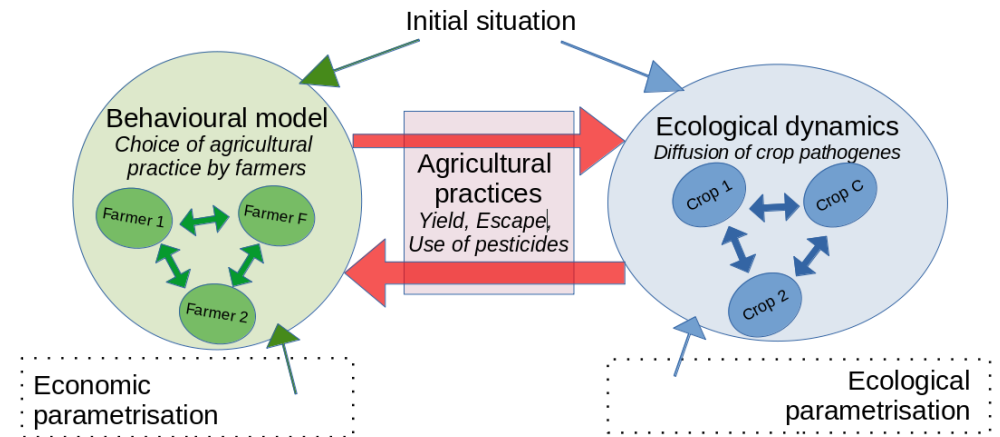 Initial situation
Behavioural model
Choice of agricultural
practice by farmers
Farmer 1
Farmer F
Farmer 2
Agricultural
practices
Yield, Escape,
Use of pesticides
Ecological dynamics
Diffusion of crop pathogenes
Crop 1
Crop C
Crop 2
Economic
parametrisation
Ecological
parametrisation